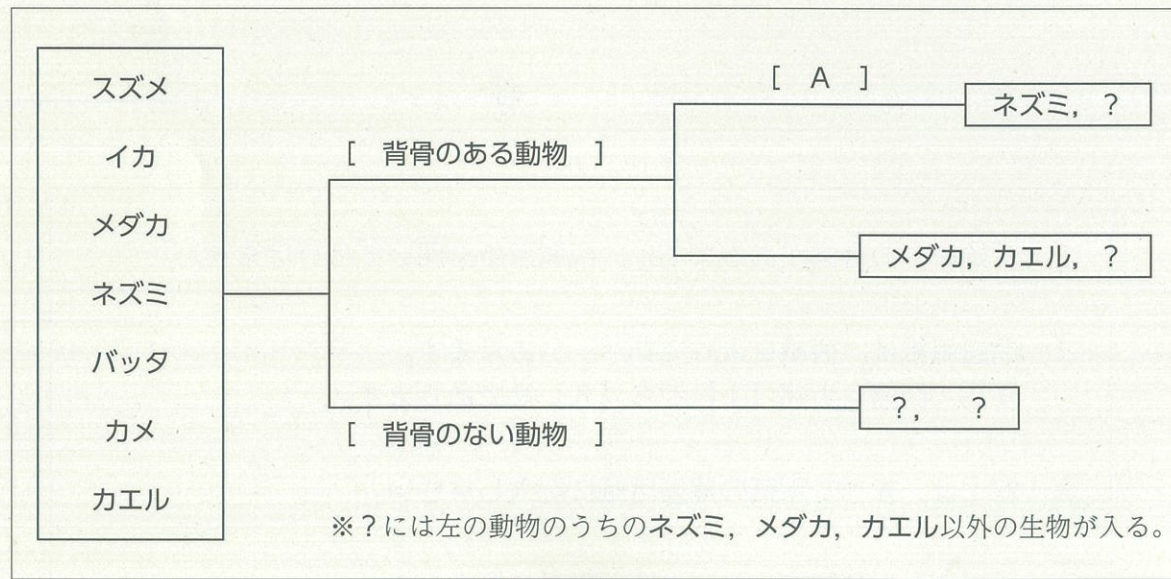 スズメ
イカ
メダカ
ネズミ
バッタ
カメ
カエル
[ 背骨のある動物 ]
[ 背骨のない動物 ]
[ A ]
ネズミ, ?
メダカ, カエル, ?
?, ?
※?には左の動物のうちのネズミ, メダカ, カエル以外の生物が入る。